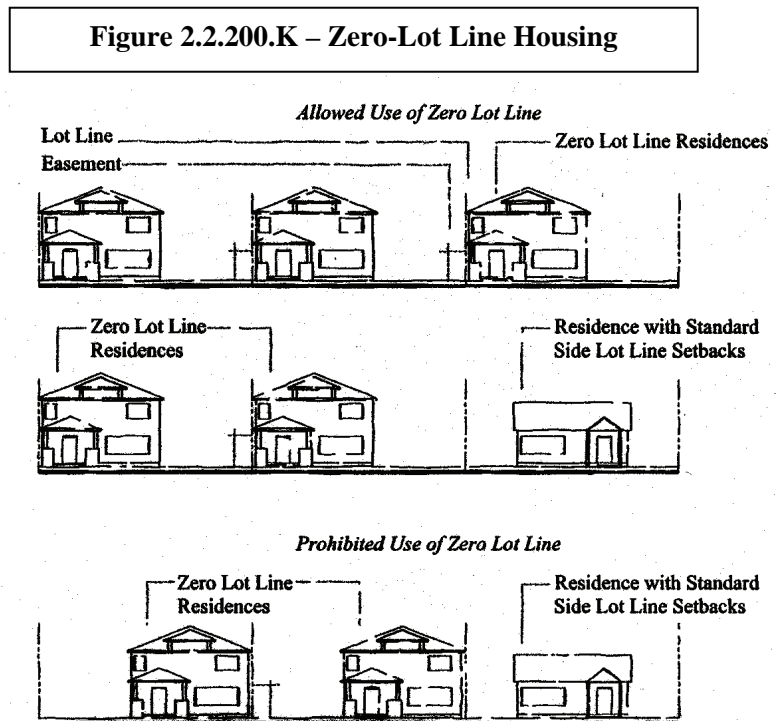 Figure 2.2.200.K – Zero-Lot Line Housing
Allowed Use of Zero Lot Line
Lot Line
Zero Lot Line Residences
Easement
Zero Lot Line
Residences
Residence with Standard
Side Lot Line Setbacks
Prohibited Use of Zero Lot Line
Zero Lot Line
Residences
Residence with Standard
Side Lot Line Setbacks